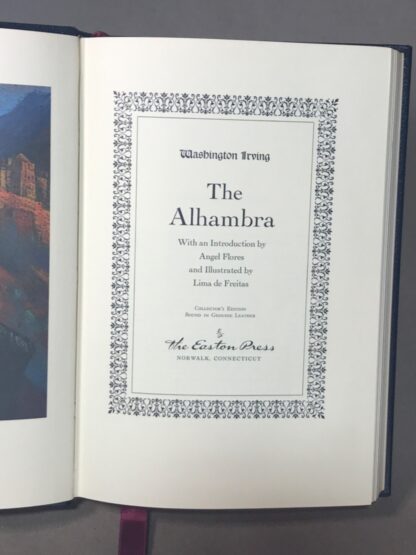 Washington Irving
The
Alhambra
With an Introduction by
Angel Flores
and Illustrated by
Lima de Freitas
Collector's Edition
Bound in Genuine Leather
The Easton Press
NORWALK, CONNECTICUT